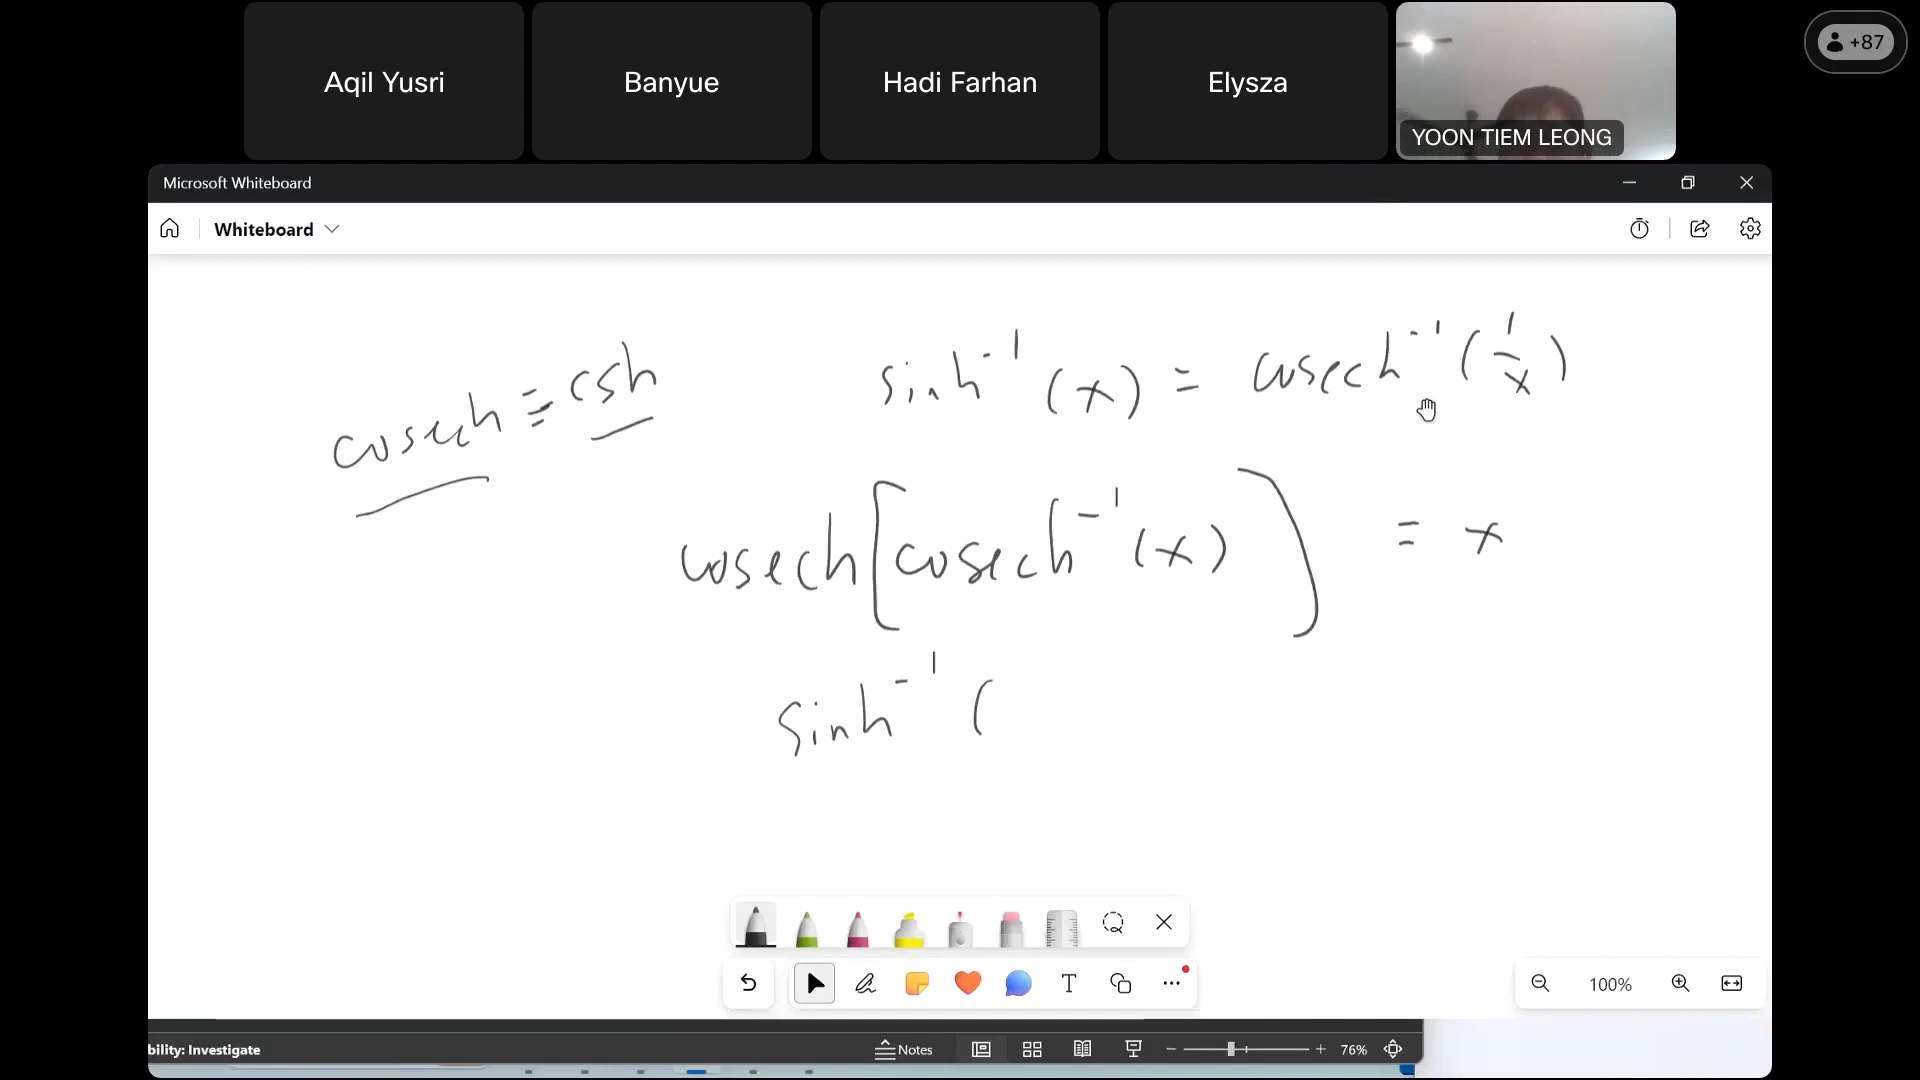 Aqil Yusri
Banyue
Hadi Farhan
Elysza
YOON TIEM LEONG
+87
Microsoft Whiteboard
Whiteboard
cosech ≡ csh
sinh⁻¹ (x) = cosech⁻¹ (1/x)
cosech[cosech⁻¹ (x)] = x
sinh⁻¹ (
T
100%
bility: Investigate
Notes
76%